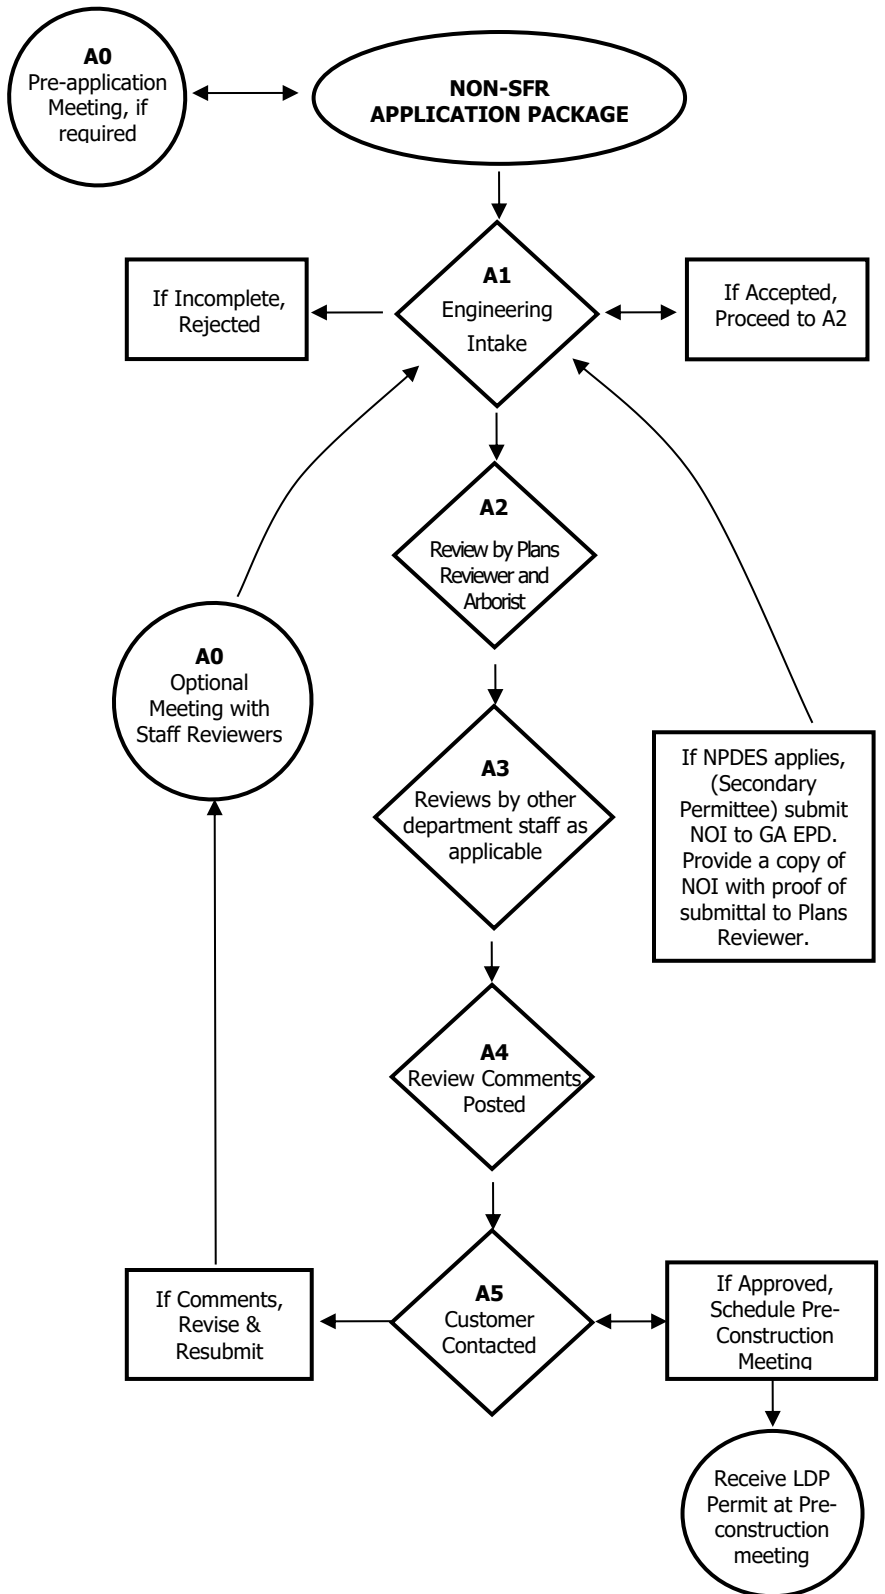 A0
Pre-application
Meeting, if
required
NON-SFR
APPLICATION PACKAGE
A1
Engineering
Intake
If Incomplete,
Rejected
If Accepted,
Proceed to A2
A2
Review by Plans
Reviewer and
Arborist
A0
Optional
Meeting with
Staff Reviewers
A3
Reviews by other
department staff as
applicable
If NPDES applies,
(Secondary
Permittee) submit
NOI to GA EPD.
Provide a copy of
NOI with proof of
submittal to Plans
Reviewer.
A4
Review Comments
Posted
A5
Customer
Contacted
If Comments,
Revise &
Resubmit
If Approved,
Schedule Pre-
Construction
Meeting
Receive LDP
Permit at Pre-
construction
meeting